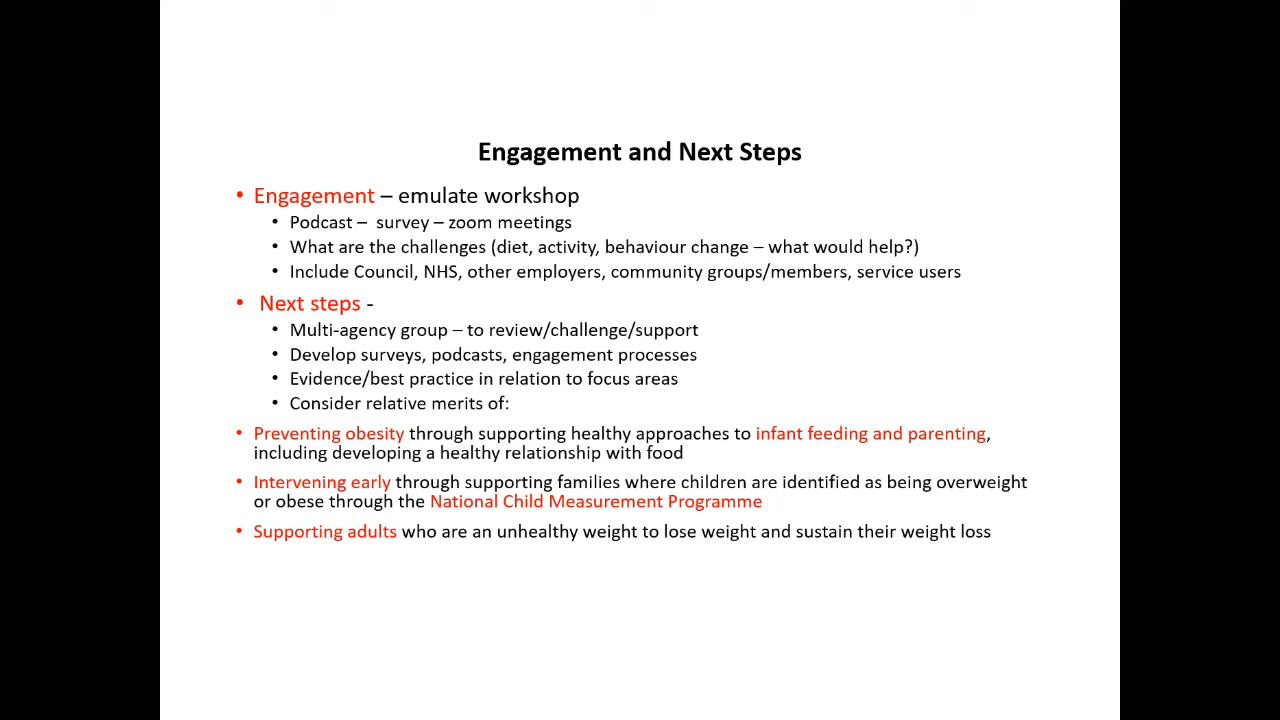 Engagement and Next Steps
• Engagement – emulate workshop
• Podcast – survey – zoom meetings
• What are the challenges (diet, activity, behaviour change – what would help?)
• Include Council, NHS, other employers, community groups/members, service users
• Next steps -
• Multi-agency group – to review/challenge/support
• Develop surveys, podcasts, engagement processes
• Evidence/best practice in relation to focus areas
• Consider relative merits of:
• Preventing obesity through supporting healthy approaches to infant feeding and parenting,
including developing a healthy relationship with food
• Intervening early through supporting families where children are identified as being overweight
or obese through the National Child Measurement Programme
• Supporting adults who are an unhealthy weight to lose weight and sustain their weight loss